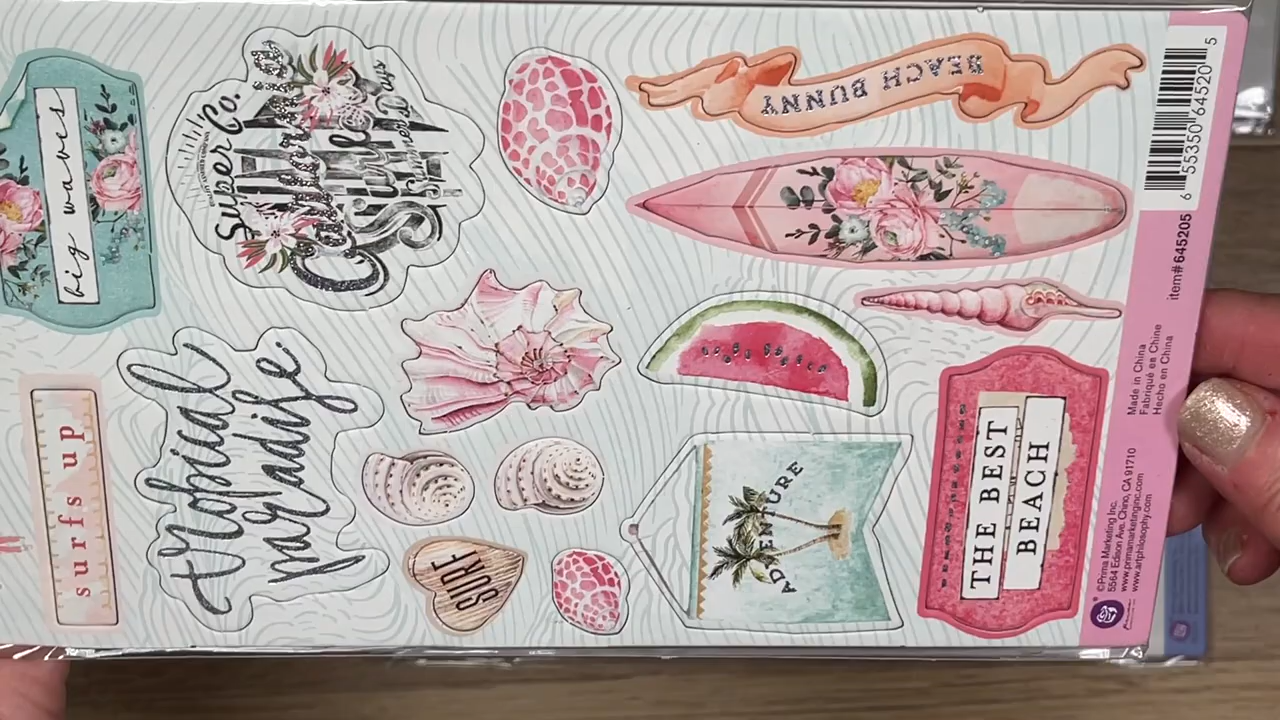 big waves
Surfs Up
Super Co.
California
Summer Days
tropical
paradise
BEACH BUNNY
SURF
ADVENTURE
THE BEST
BEACH
6 55350 64520 5
item# 645205
Made in China
Fabriqué en Chine
Hecho en China
©Prima Marketing Inc.
5564 Edison Ave. Chino, CA 91710
www.primamarketinginc.com
www.artphilosophy.com